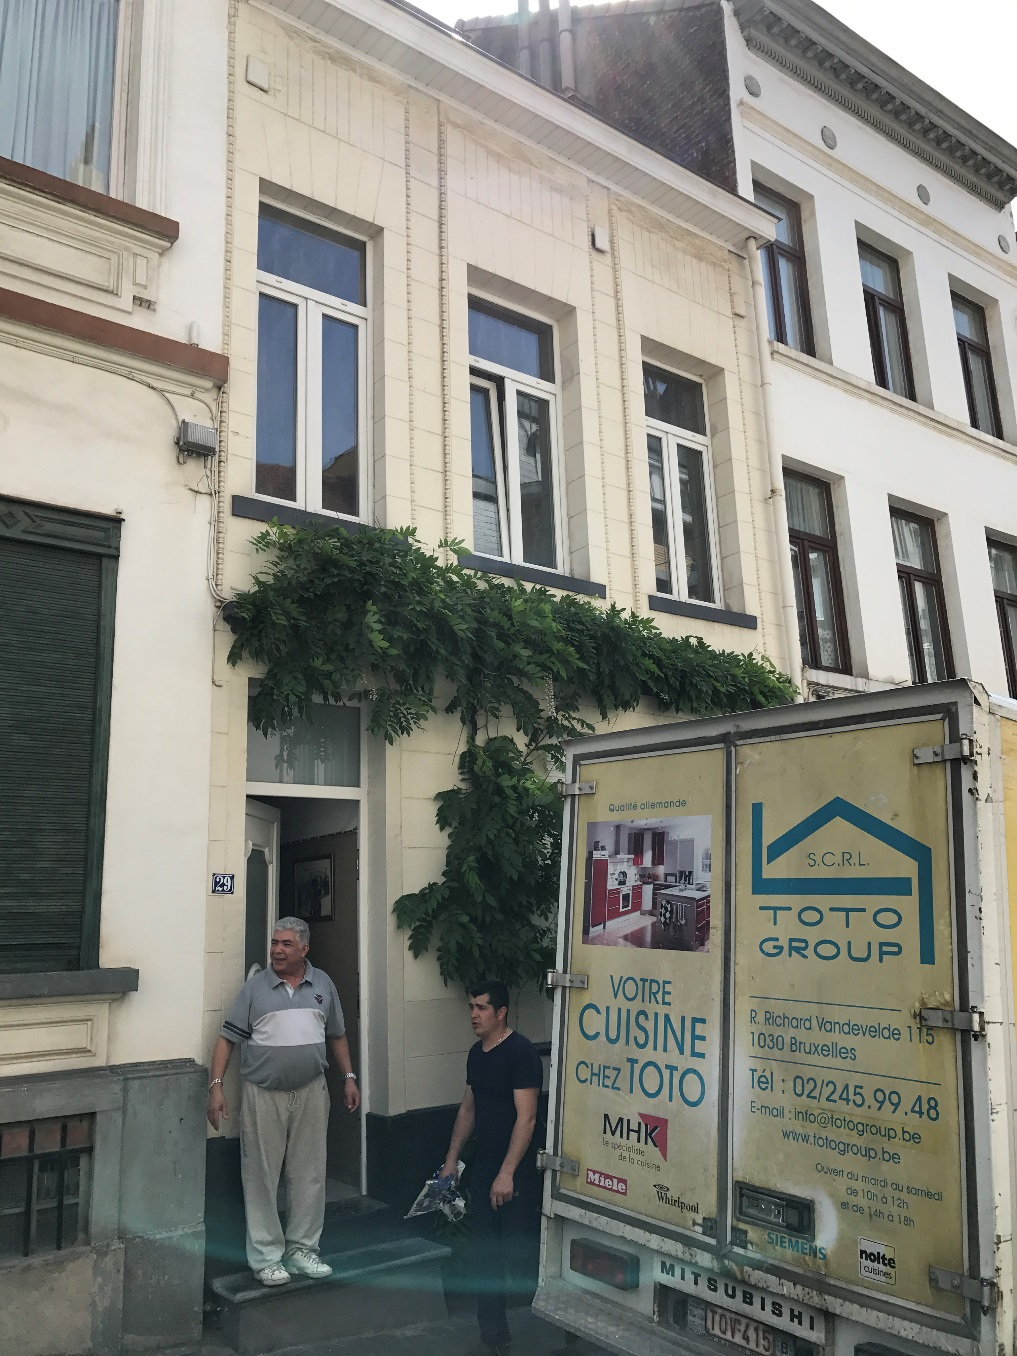 29
Qualité allemande
VOTRE
CUISINE
CHEZ TOTO
MHK
Le spécialiste
de la cuisine
Miele
Whirlpool
S.C.R.L.
TOTO
GROUP
R. Richard Vandevelde 115
1030 Bruxelles
Tél : 02/245.99.48
E-mail : info@totogroup.be
www.totogroup.be
Ouvert du mardi au samedi
de 10h à 12h
et de 14h à 18h
SIEMENS
nolte
cuisines
MITSUBISHI
TOV-415